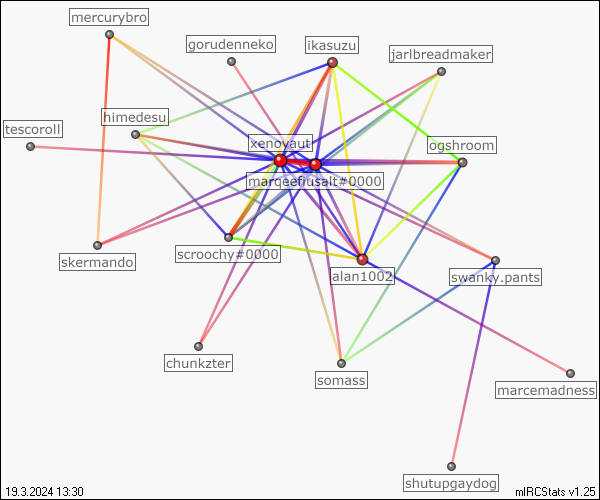 mercurybro
gorudenneko
ikasuzu
jarlbreadmaker
himedesu
tescoroll
xenoyaut
ogshroom
marqeefiusalt#0000
skermando
scroochy#0000
alan1002
swanky.pants
chunkzter
somass
marcemadness
shutupgaydog
19.3.2024 13:30
mIRCStats v1.25